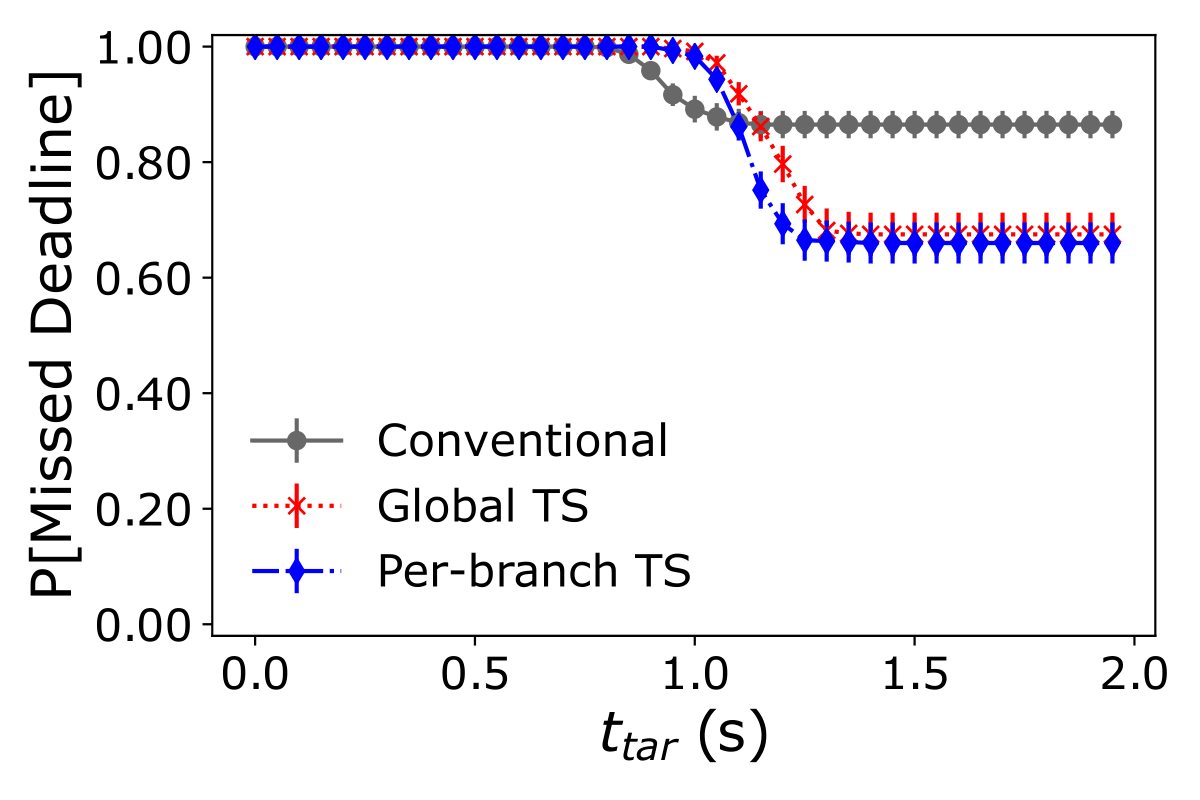 P[Missed Deadline]
1.00
0.80
0.60
0.40
0.20
0.00
Conventional
Global TS
Per-branch TS
0.0 0.5 1.0 1.5 2.0
t_tar (s)